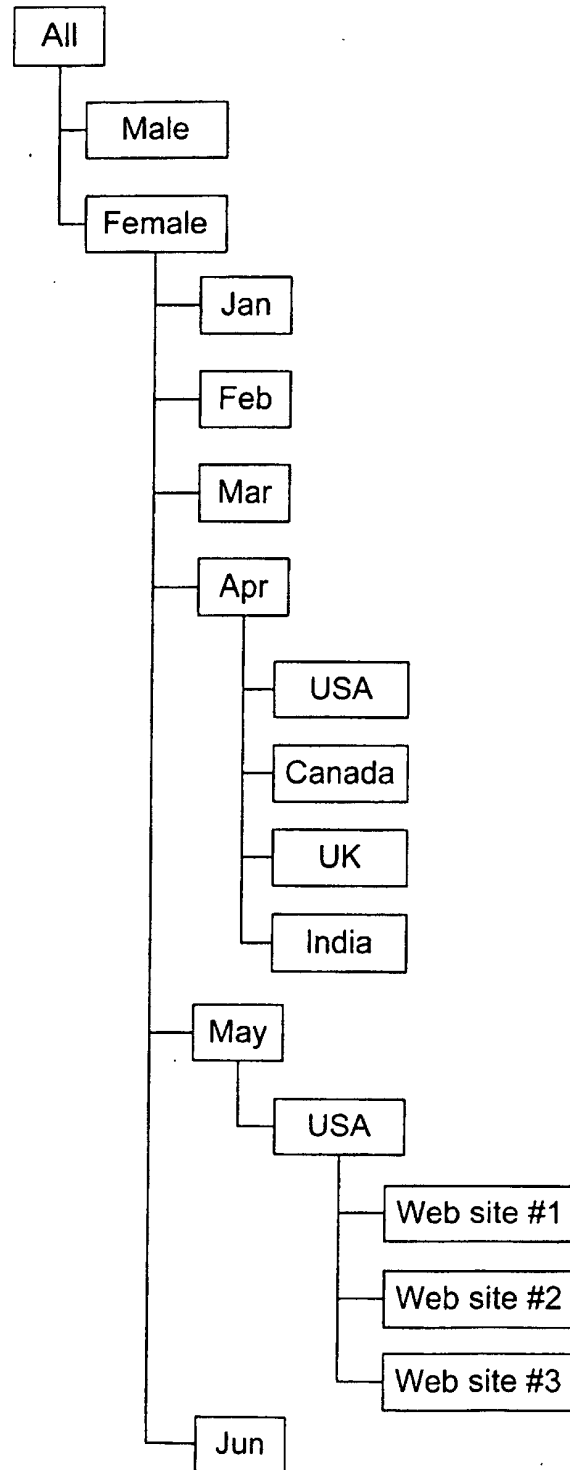 All
Male
Female
Jan
Feb
Mar
Apr
USA
Canada
UK
India
May
USA
Web site #1
Web site #2
Web site #3
Jun